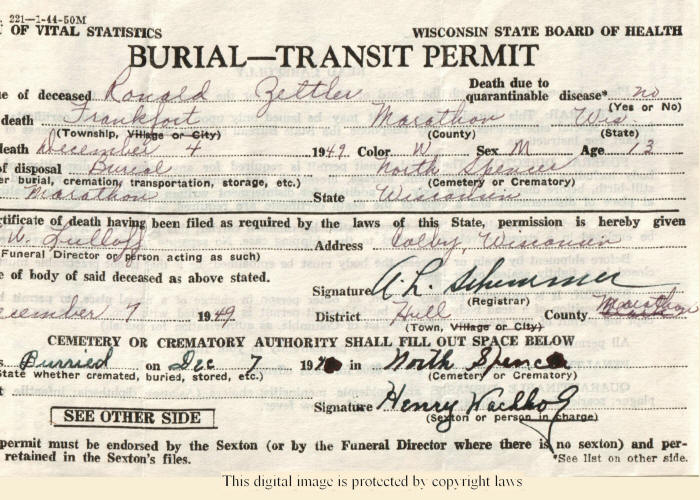 221—1-44-50M
OF VITAL STATISTICS WISCONSIN STATE BOARD OF HEALTH
BURIAL—TRANSIT PERMIT
e of deceased Ronald Zettler Death due to quarantinable disease* no
(Yes or No)
death Frankfort Marathon Wis.
(Township, Village or City) (County) (State)
death December 4 1949 Color W Sex M Age 13
of disposal Burial North Spencer
er burial, cremation, transportation, storage, etc.) (Cemetery or Crematory)
Marathon State Wisconsin
rtificate of death having been filed as required by the laws of this State, permission is hereby given
W. Lulloff Address Colby, Wisconsin
Funeral Director or person acting as such)
e of body of said deceased as above stated. Signature
(Registrar)
ecember 7 1949 District Hull County Marathon
(Town, Village or City)
CEMETERY OR CREMATORY AUTHORITY SHALL FILL OUT SPACE BELOW
s Burried on Dec 7 19 in North Spencer
State whether cremated, buried, stored, etc.) (Cemetery or Crematory)
SEE OTHER SIDE Signature Henry
(Sexton or person in charge)
permit must be endorsed by the Sexton (or by the Funeral Director where there is no sexton) and per-
retained in the Sexton's files. *See list on other side.
This digital image is protected by copyright laws